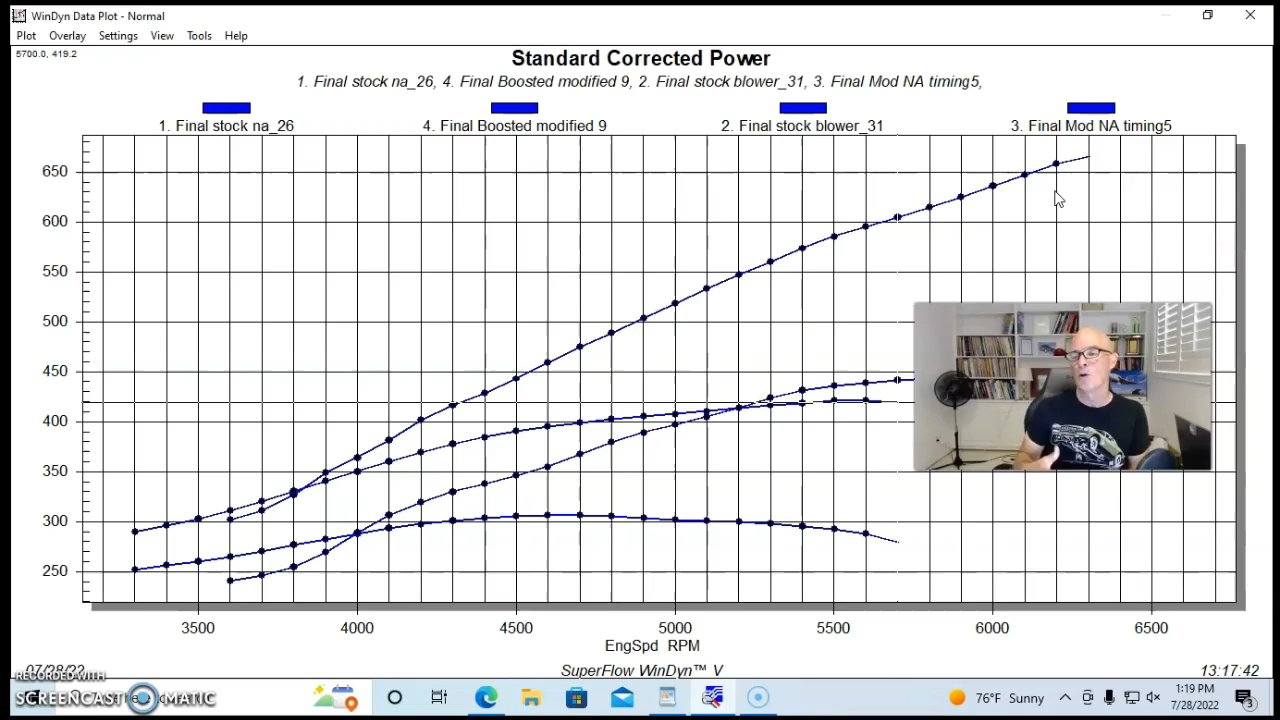 WinDyn Data Plot - Normal
Plot Overlay Settings View Tools Help
5700.0, 419.2
Standard Corrected Power
1. Final stock na_26, 4. Final Boosted modified 9, 2. Final stock blower_31, 3. Final Mod NA timing5,
1. Final stock na_26 4. Final Boosted modified 9 2. Final stock blower_31 3. Final Mod NA timing5
650
600
550
500
450
400
350
300
250
3500 4000 4500 5000 5500 6000 6500
EngSpd RPM
07/28/22 SuperFlow WinDyn™ V 13:17:42
RECORDED WITH
SCREENCAST-O-MATIC
76°F Sunny
1:19 PM
7/28/2022
3